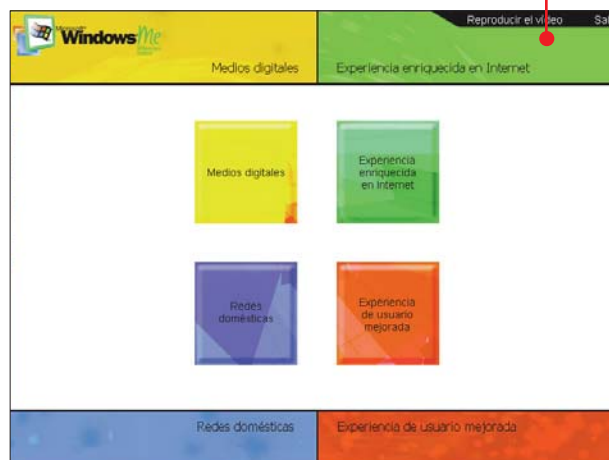 Reproducir el vídeo
Microsoft
Windows Me
Medios digitales
Experiencia enriquecida en Internet
Medios digitales
Experiencia
enriquecida
en Internet
Redes
domésticas
Experiencia
de usuario
mejorada
Redes domésticas
Experiencia de usuario mejorada